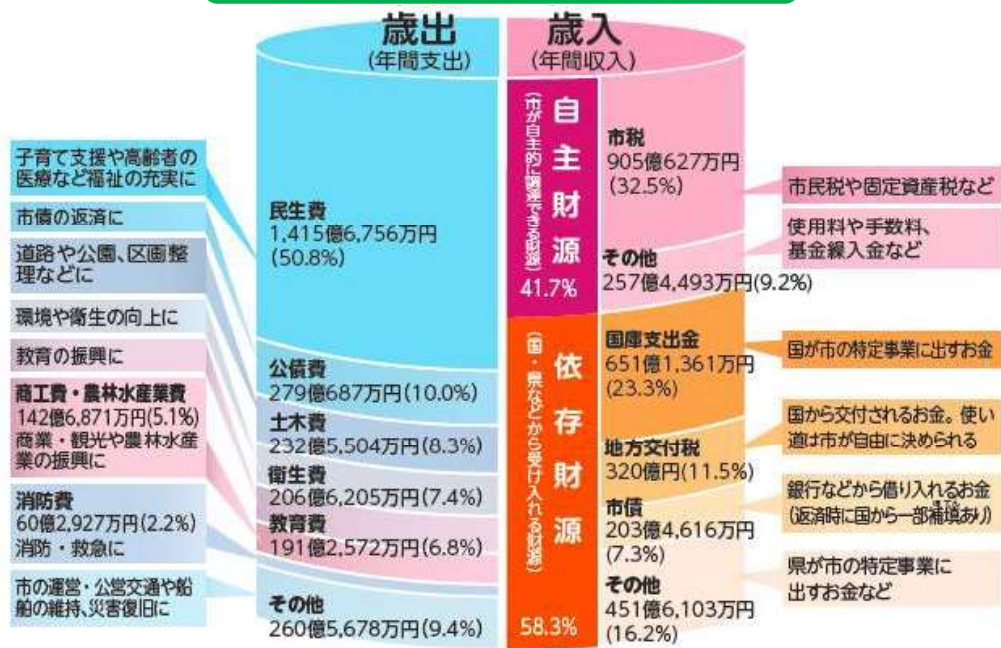 歳出
(年間支出)
歳入
(年間収入)
子育て支援や高齢者の
医療など福祉の充実に
市債の返済に
道路や公園、区画整
理などに
環境や衛生の向上に
教育の振興に
商工費・農林水産業費
142億6,871万円(5.1%)
商業・観光や農林水産
業の振興に
消防費
60億2,927万円(2.2%)
消防・救急に
市の運営・公営交通や船
舶の維持、災害復旧に
民生費
1,415億6,756万円
(50.8%)
公債費
279億687万円(10.0%)
土木費
232億5,504万円(8.3%)
衛生費
206億6,205万円(7.4%)
教育費
191億2,572万円(6.8%)
その他
260億5,678万円(9.4%)
自主財源
(市が自主的に調達できる財源)
41.7%
依存財源
(国・県などから受け入れる財源)
58.3%
市税
905億627万円
(32.5%)
その他
257億4,493万円(9.2%)
国庫支出金
651億1,361万円
(23.3%)
地方交付税
320億円(11.5%)
市債
203億4,616万円
(7.3%)
その他
451億6,103万円
(16.2%)
市民税や固定資産税など
使用料や手数料、
基金繰入金など
国が市の特定事業に出すお金
国から交付されるお金。使い
道は市が自由に決められる
銀行などから借り入れるお金
(返済時に国から一部補填あり)
県が市の特定事業に
出すお金など